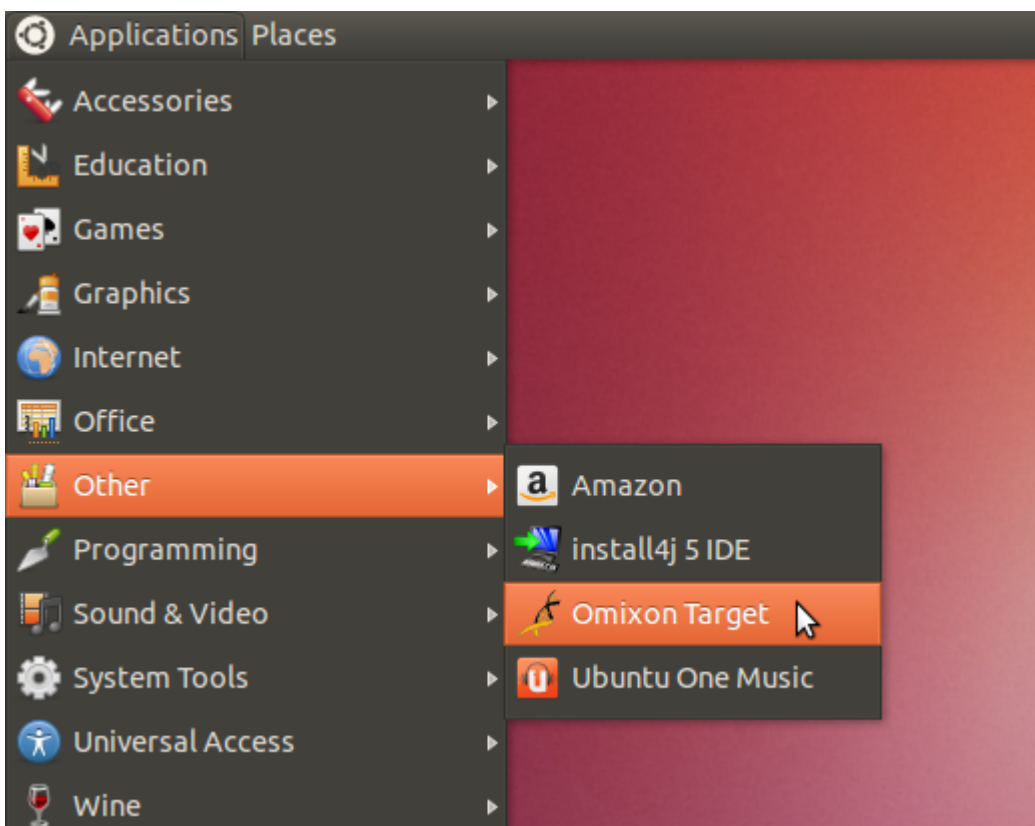 Applications Places
Accessories
Education
Games
Graphics
Internet
Office
Other
Programming
Sound & Video
System Tools
Universal Access
Wine
Amazon
install4j 5 IDE
Omixon Target
Ubuntu One Music